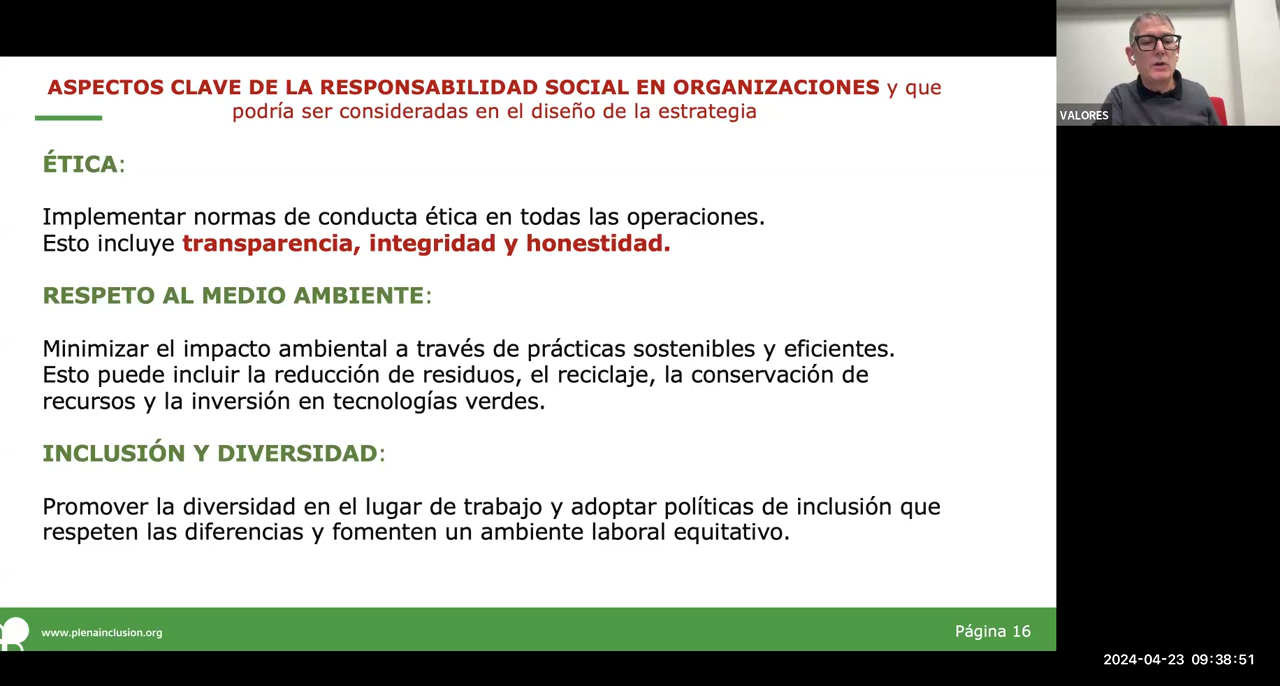 ASPECTOS CLAVE DE LA RESPONSABILIDAD SOCIAL EN ORGANIZACIONES y que
podría ser consideradas en el diseño de la estrategia
ÉTICA:
Implementar normas de conducta ética en todas las operaciones.
Esto incluye transparencia, integridad y honestidad.
RESPETO AL MEDIO AMBIENTE:
Minimizar el impacto ambiental a través de prácticas sostenibles y eficientes.
Esto puede incluir la reducción de residuos, el reciclaje, la conservación de
recursos y la inversión en tecnologías verdes.
INCLUSIÓN Y DIVERSIDAD:
Promover la diversidad en el lugar de trabajo y adoptar políticas de inclusión que
respeten las diferencias y fomenten un ambiente laboral equitativo.
www.plenainclusion.org
Página 16
VALORES
2024-04-23 09:38:51